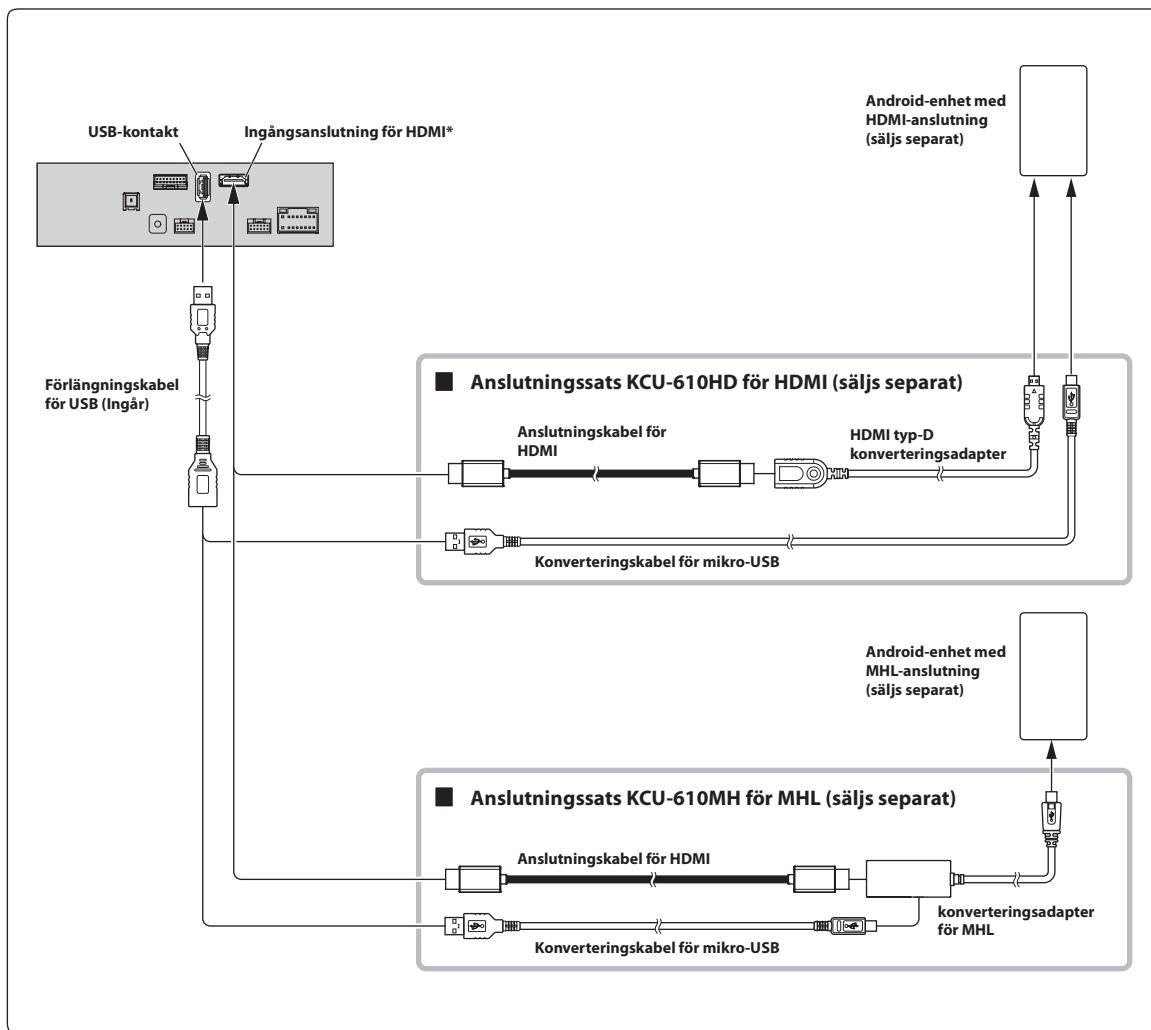 USB-kontakt
Ingångsanslutning för HDMI*
Android-enhet med
HDMI-anslutning
(säljs separat)
Förlängningskabel
för USB (Ingår)
■ Anslutningssats KCU-610HD för HDMI (säljs separat)
Anslutningskabel för
HDMI
HDMI typ-D
konverteringsadapter
Konverteringskabel för mikro-USB
Android-enhet med
MHL-anslutning
(säljs separat)
■ Anslutningssats KCU-610MH för MHL (säljs separat)
Anslutningskabel för HDMI
konverteringsadapter
för MHL
Konverteringskabel för mikro-USB